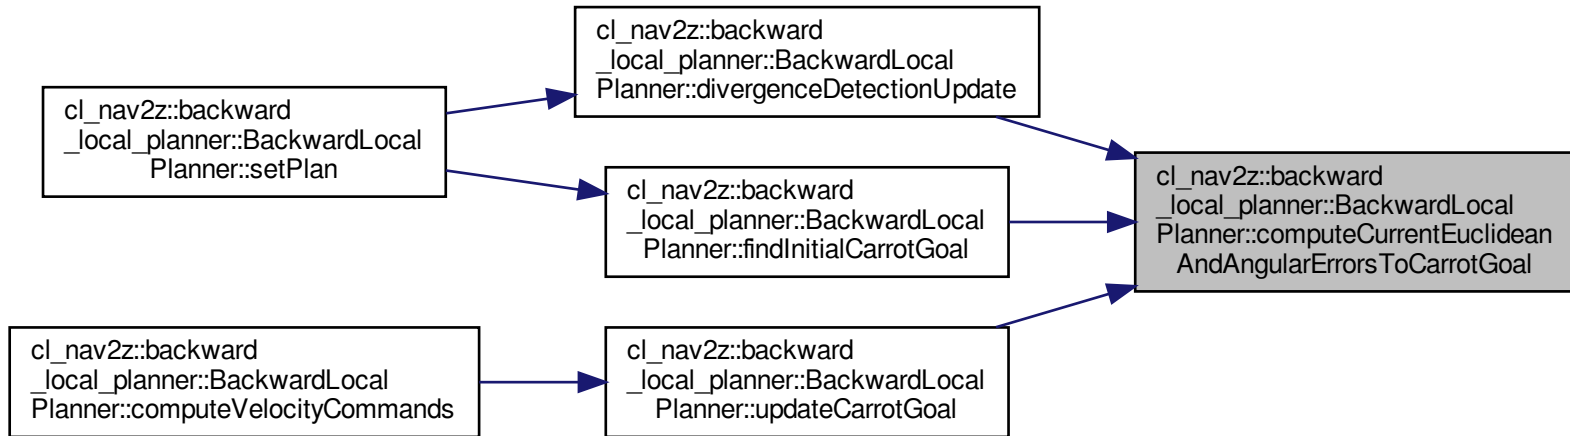 cl_nav2z::backward
_local_planner::BackwardLocal
Planner::setPlan
cl_nav2z::backward
_local_planner::BackwardLocal
Planner::computeVelocityCommands
cl_nav2z::backward
_local_planner::BackwardLocal
Planner::divergenceDetectionUpdate
cl_nav2z::backward
_local_planner::BackwardLocal
Planner::findInitialCarrotGoal
cl_nav2z::backward
_local_planner::BackwardLocal
Planner::updateCarrotGoal
cl_nav2z::backward
_local_planner::BackwardLocal
Planner::computeCurrentEuclidean
AndAngularErrorsToCarrotGoal